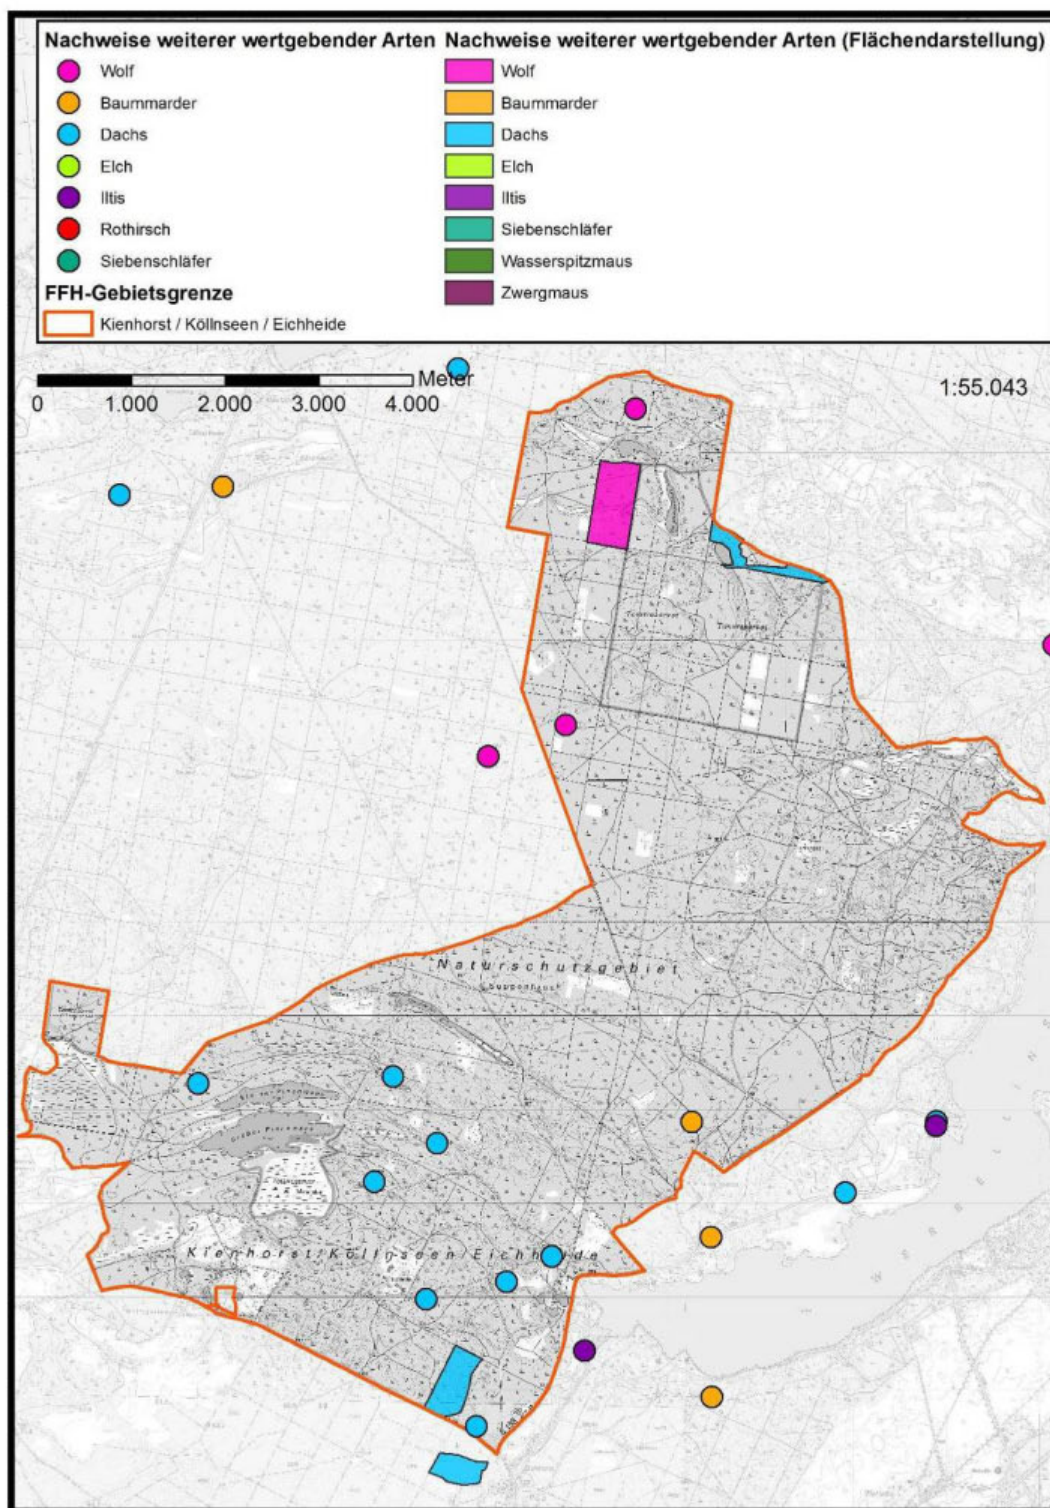 Nachweise weiterer wertgebender Arten
Wolf
Baummarder
Dachs
Elch
Iltis
Rothirsch
Siebenschläfer
FFH-Gebietsgrenze
Kienhorst / Köllnseen / Eichheide
Nachweise weiterer wertgebender Arten (Flächendarstellung)
Wolf
Baummarder
Dachs
Elch
Iltis
Siebenschläfer
Wasserspitzmaus
Zwergmaus
Meter
0 1.000 2.000 4.000
1:55.043
Naturschutzgebiet
Kienhorst/Köllnseen/Eichheide